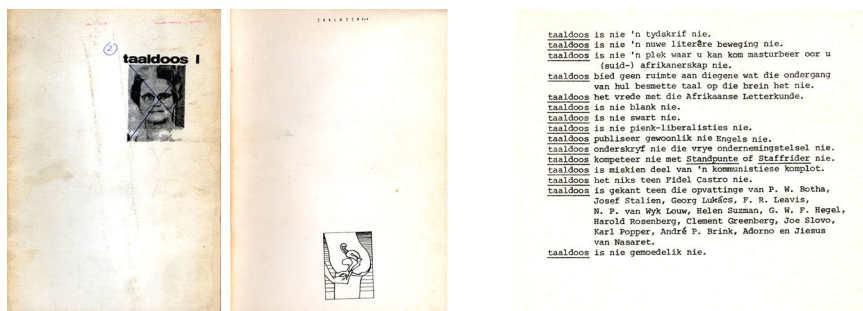 2
taaldoos I
TAALDOOS...
taaldoos is nie 'n tydskrif nie.
taaldoos is nie 'n nuwe literêre beweging nie.
taaldoos is nie 'n plek waar u kan kom masturbeer oor u
(suid-) afrikanerskap nie.
taaldoos bied geen ruimte aan diegene wat die ondergang
van hul besmette taal op die brein het nie.
taaldoos het vrede met die Afrikaanse Letterkunde.
taaldoos is nie blank nie.
taaldoos is nie swart nie.
taaldoos is nie pienk-liberalisties nie.
taaldoos publiseer gewoonlik nie Engels nie.
taaldoos onderskryf nie die vrye ondernemingstelsel nie.
taaldoos kompeteer nie met Standpunte of Staffrider nie.
taaldoos is miskien deel van 'n kommunistiese komplot.
taaldoos het niks teen Fidel Castro nie.
taaldoos is gekant teen die opvattinge van P. W. Botha,
Josef Stalien, Georg Lukács, F. R. Leavis,
N. P. van Wyk Louw, Helen Suzman, G. W. F. Hegel,
Harold Rosenberg, Clement Greenberg, Joe Slovo,
Karl Popper, André P. Brink, Adorno en Jiesus
van Nasaret.
taaldoos is nie gemoedelik nie.